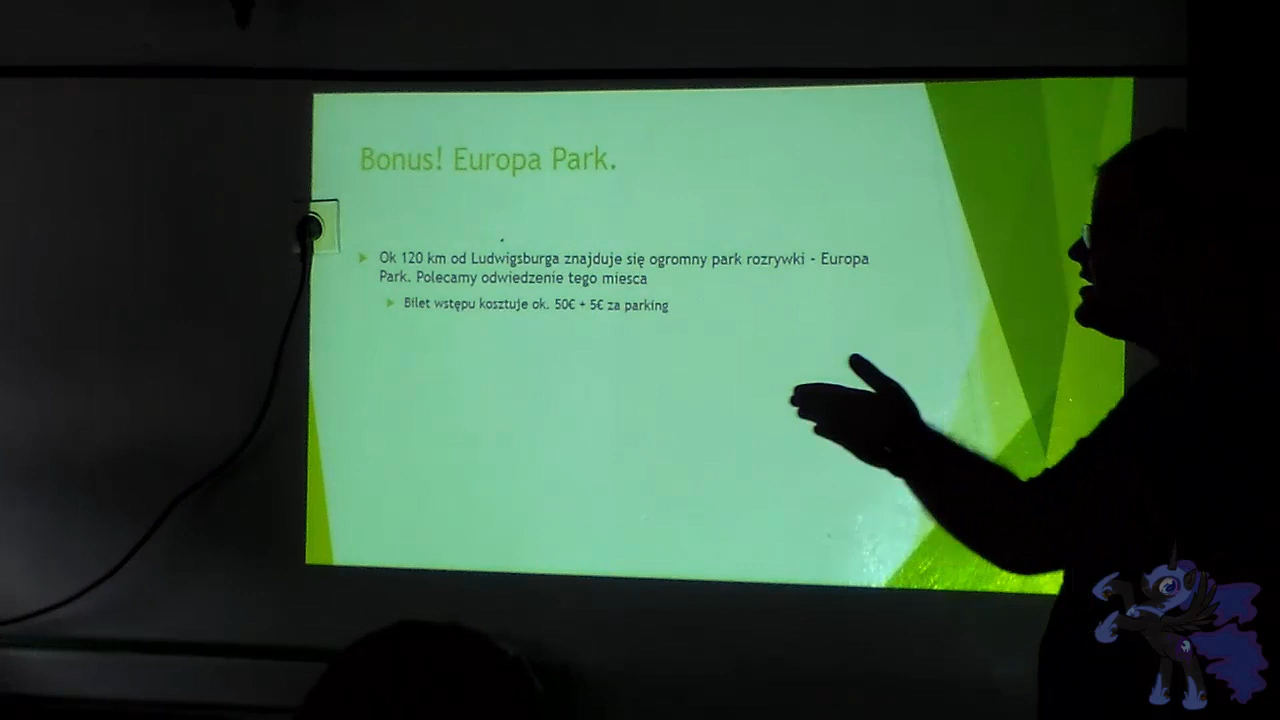 Bonus! Europa Park.
Ok 120 km od Ludwigsburga znajduje się ogromny park rozrywki - Europa
Park. Polecamy odwiedzenie tego miesca
Bilet wstępu kosztuje ok. 50€ + 5€ za parking